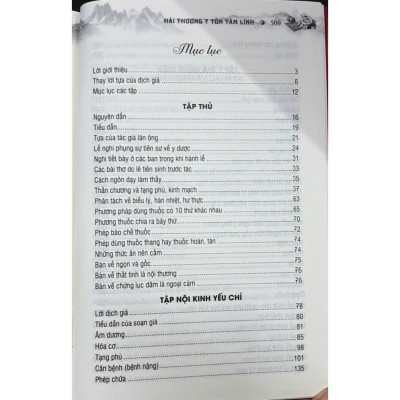 HẢI THƯỢNG Y TÔN TÂM LĨNH 509
Mục lục
Lời giới thiệu 3
Thay lời tựa của dịch giả 6
Mục lục các tập 12
TẬP THỦ
Nguyên dẫn 16
Tiểu dẫn 19
Tựa của tác giả lãn ông 21
Lễ nghi phụng sự tiên sư về y dược 24
Nghi tiết bày ở các ban trong khi hành lễ 31
Các bài thơ do lê tiên sinh trước tác 33
Cách ngôn dạy làm thầy 35
Thần chương và tạng phủ, kinh mạch 37
Phân tách về biểu lý, hàn nhiệt, hư thực 63
Phương pháp dùng thuốc có 10 thứ khác nhau 65
Phương thuốc chia ra bảy thứ 70
Phép bào chế thuốc 72
Phép dùng thuốc thang hay thuốc hoàn, tán 74
Những thức ăn nên cấm 74
Bàn về ngọn và gốc 75
Bàn về thất tình là nội thương 76
Bàn về chứng lục dâm là ngoại cảm 76
TẬP NỘI KINH YẾU CHỈ
Lời dịch giả 78
Tiểu dẫn của soạn giả 80
Âm dương 81
Hóa cơ 85
Tạng phủ 98
Căn bệnh (bệnh nặng) 101
Phép chữa 135